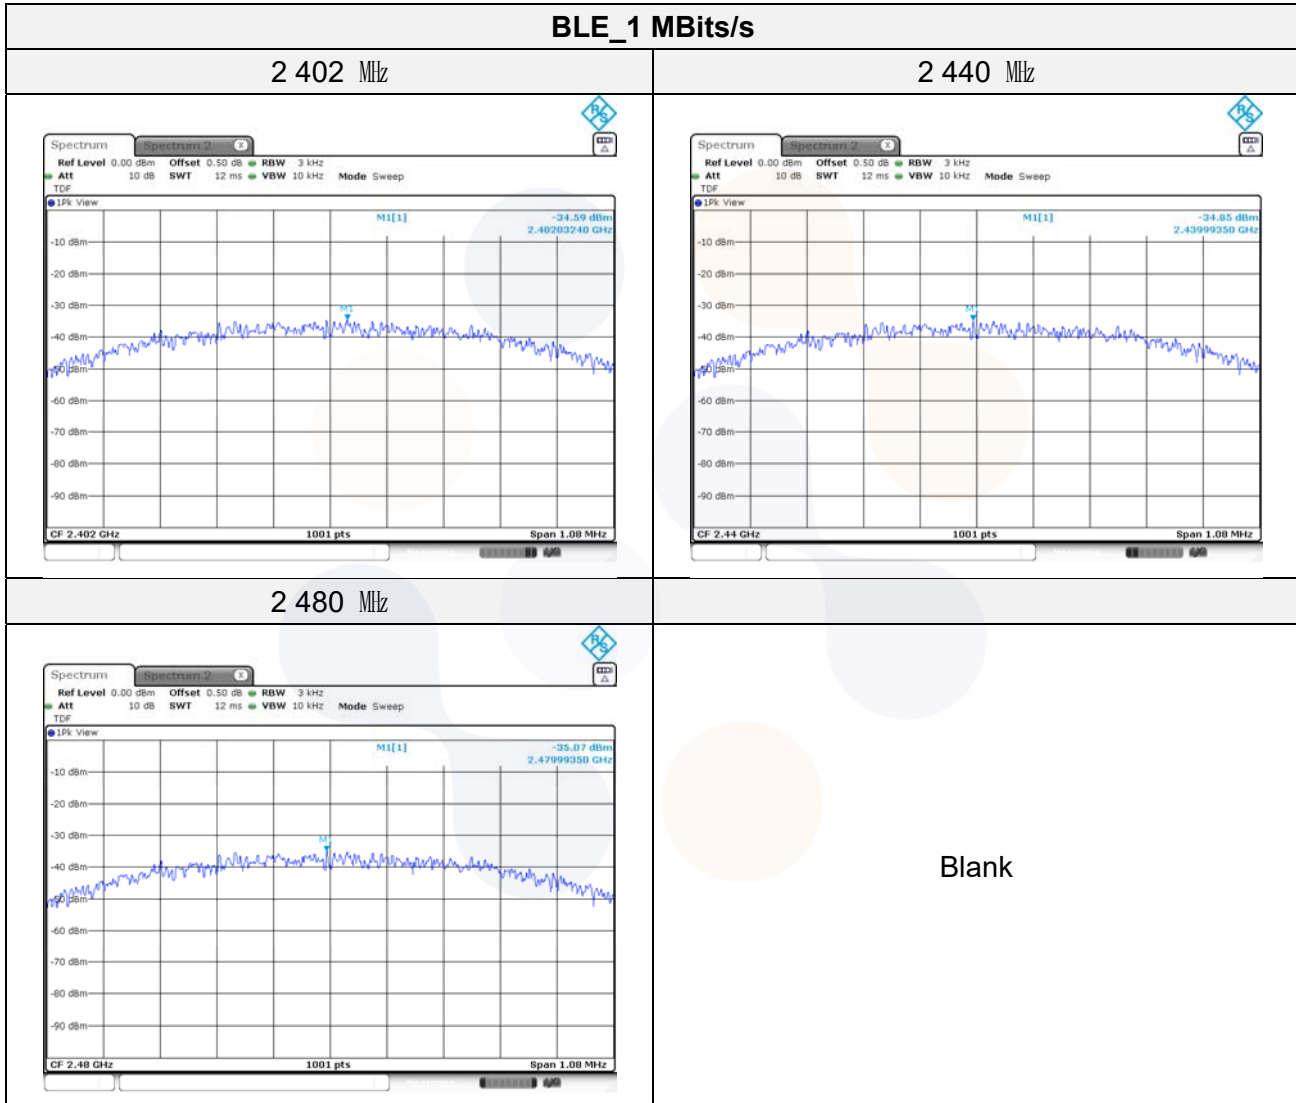 BLE_1 MBits/s
2 402 ㎒
2 440 ㎒
R&S
Spectrum
Spectrum 2
X
Ref Level 0.00 dBm Offset 0.50 dB RBW 3 kHz
Att 10 dB SWT 12 ms VBW 10 kHz Mode Sweep
TDF
1Pk View
M1[1] -34.59 dBm
2.40203240 GHz
-10 dBm
-20 dBm
-30 dBm
M1
-40 dBm
-50 dBm
-60 dBm
-70 dBm
-80 dBm
-90 dBm
CF 2.402 GHz 1001 pts Span 1.08 MHz
R&S
Spectrum
Spectrum 2
X
Ref Level 0.00 dBm Offset 0.50 dB RBW 3 kHz
Att 10 dB SWT 12 ms VBW 10 kHz Mode Sweep
TDF
1Pk View
M1[1] -34.85 dBm
2.43999350 GHz
-10 dBm
-20 dBm
-30 dBm
M1
-40 dBm
-50 dBm
-60 dBm
-70 dBm
-80 dBm
-90 dBm
CF 2.44 GHz 1001 pts Span 1.08 MHz
2 480 ㎒
R&S
Spectrum
Spectrum 2
X
Ref Level 0.00 dBm Offset 0.50 dB RBW 3 kHz
Att 10 dB SWT 12 ms VBW 10 kHz Mode Sweep
TDF
1Pk View
M1[1] -35.07 dBm
2.47999350 GHz
-10 dBm
-20 dBm
-30 dBm
M1
-40 dBm
-50 dBm
-60 dBm
-70 dBm
-80 dBm
-90 dBm
CF 2.48 GHz 1001 pts Span 1.08 MHz
Blank